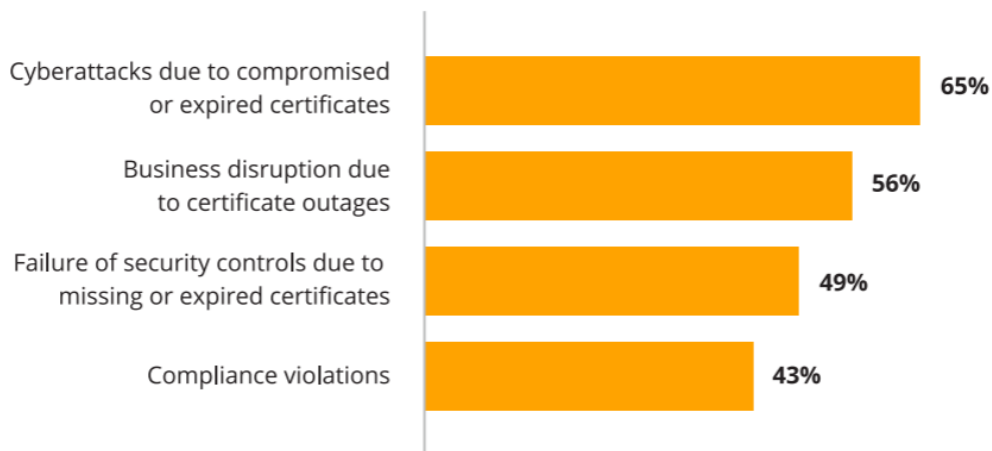 Cyberattacks due to compromised
or expired certificates
65%
Business disruption due
to certificate outages
56%
Failure of security controls due to
missing or expired certificates
49%
Compliance violations
43%